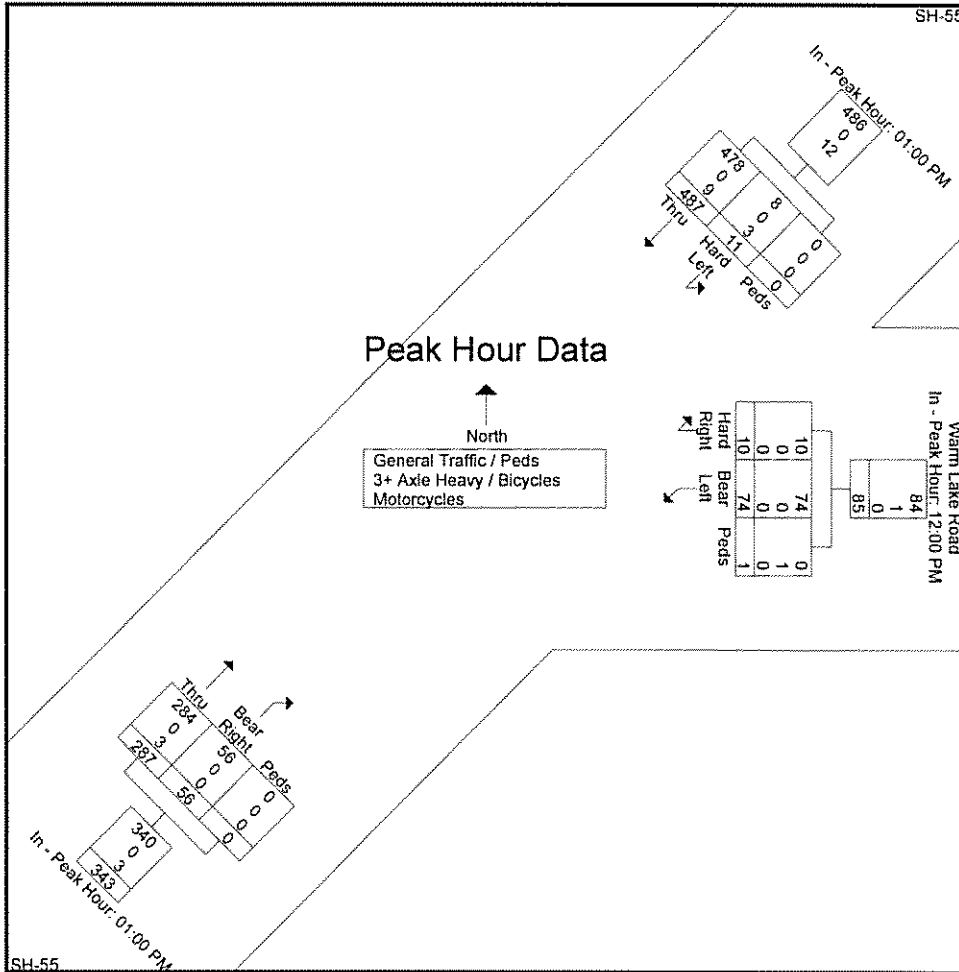 SH-55
In - Peak Hour: 01:00 PM
486
0
12
478 8 0
0 0 0
9 3 0
487 11 0
Thru Hard Left Peds
Peak Hour Data
North
General Traffic / Peds
3+ Axle Heavy / Bicycles
Motorcycles
Warm Lake Road
In - Peak Hour: 12:00 PM
84
1
0
85
10 74 0
0 0 1
0 0 0
10 74 1
Hard Right Bear Left Peds
Thru Bear Right Peds
284 56 0
0 0 0
3 0 0
287 56 0
340
0
3
343
In - Peak Hour: 01:00 PM
SH-55